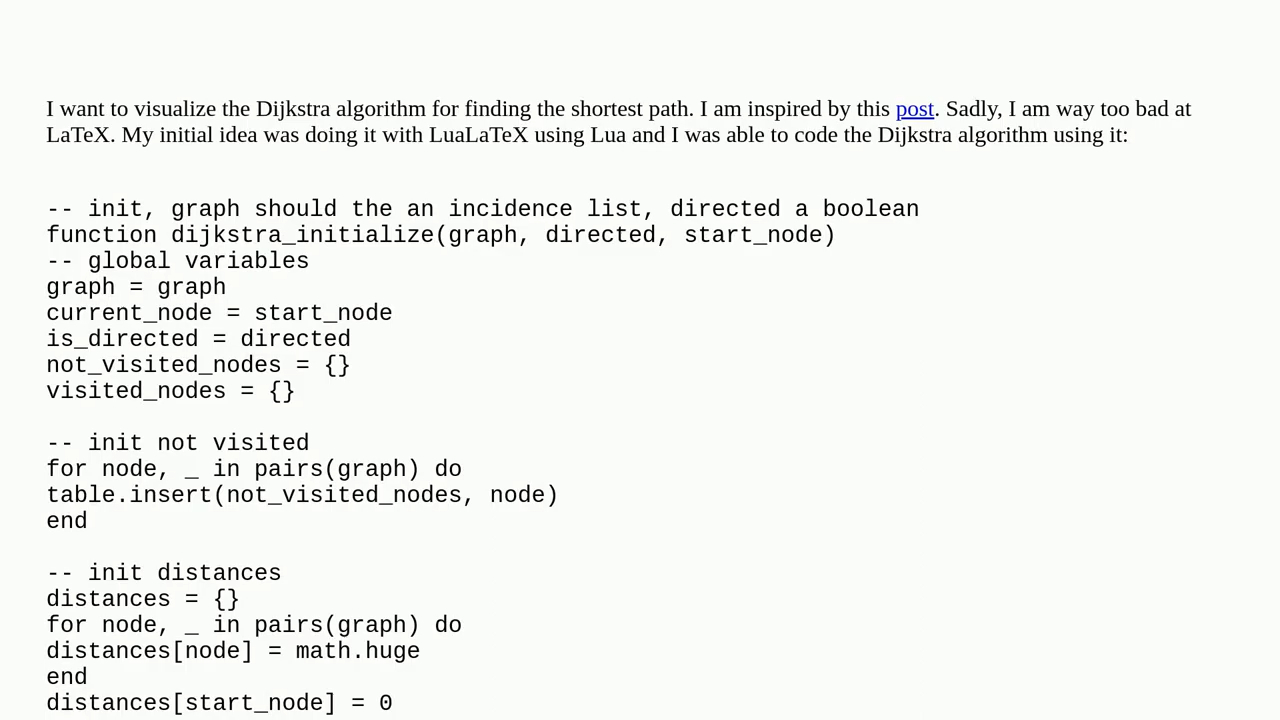 I want to visualize the Dijkstra algorithm for finding the shortest path. I am inspired by this post. Sadly, I am way too bad at
LaTeX. My initial idea was doing it with LuaLaTeX using Lua and I was able to code the Dijkstra algorithm using it:
-- init, graph should the an incidence list, directed a boolean
function dijkstra_initialize(graph, directed, start_node)
-- global variables
graph = graph
current_node = start_node
is_directed = directed
not_visited_nodes = {}
visited_nodes = {}
-- init not visited
for node, _ in pairs(graph) do
table.insert(not_visited_nodes, node)
end
-- init distances
distances = {}
for node, _ in pairs(graph) do
distances[node] = math.huge
end
distances[start_node] = 0